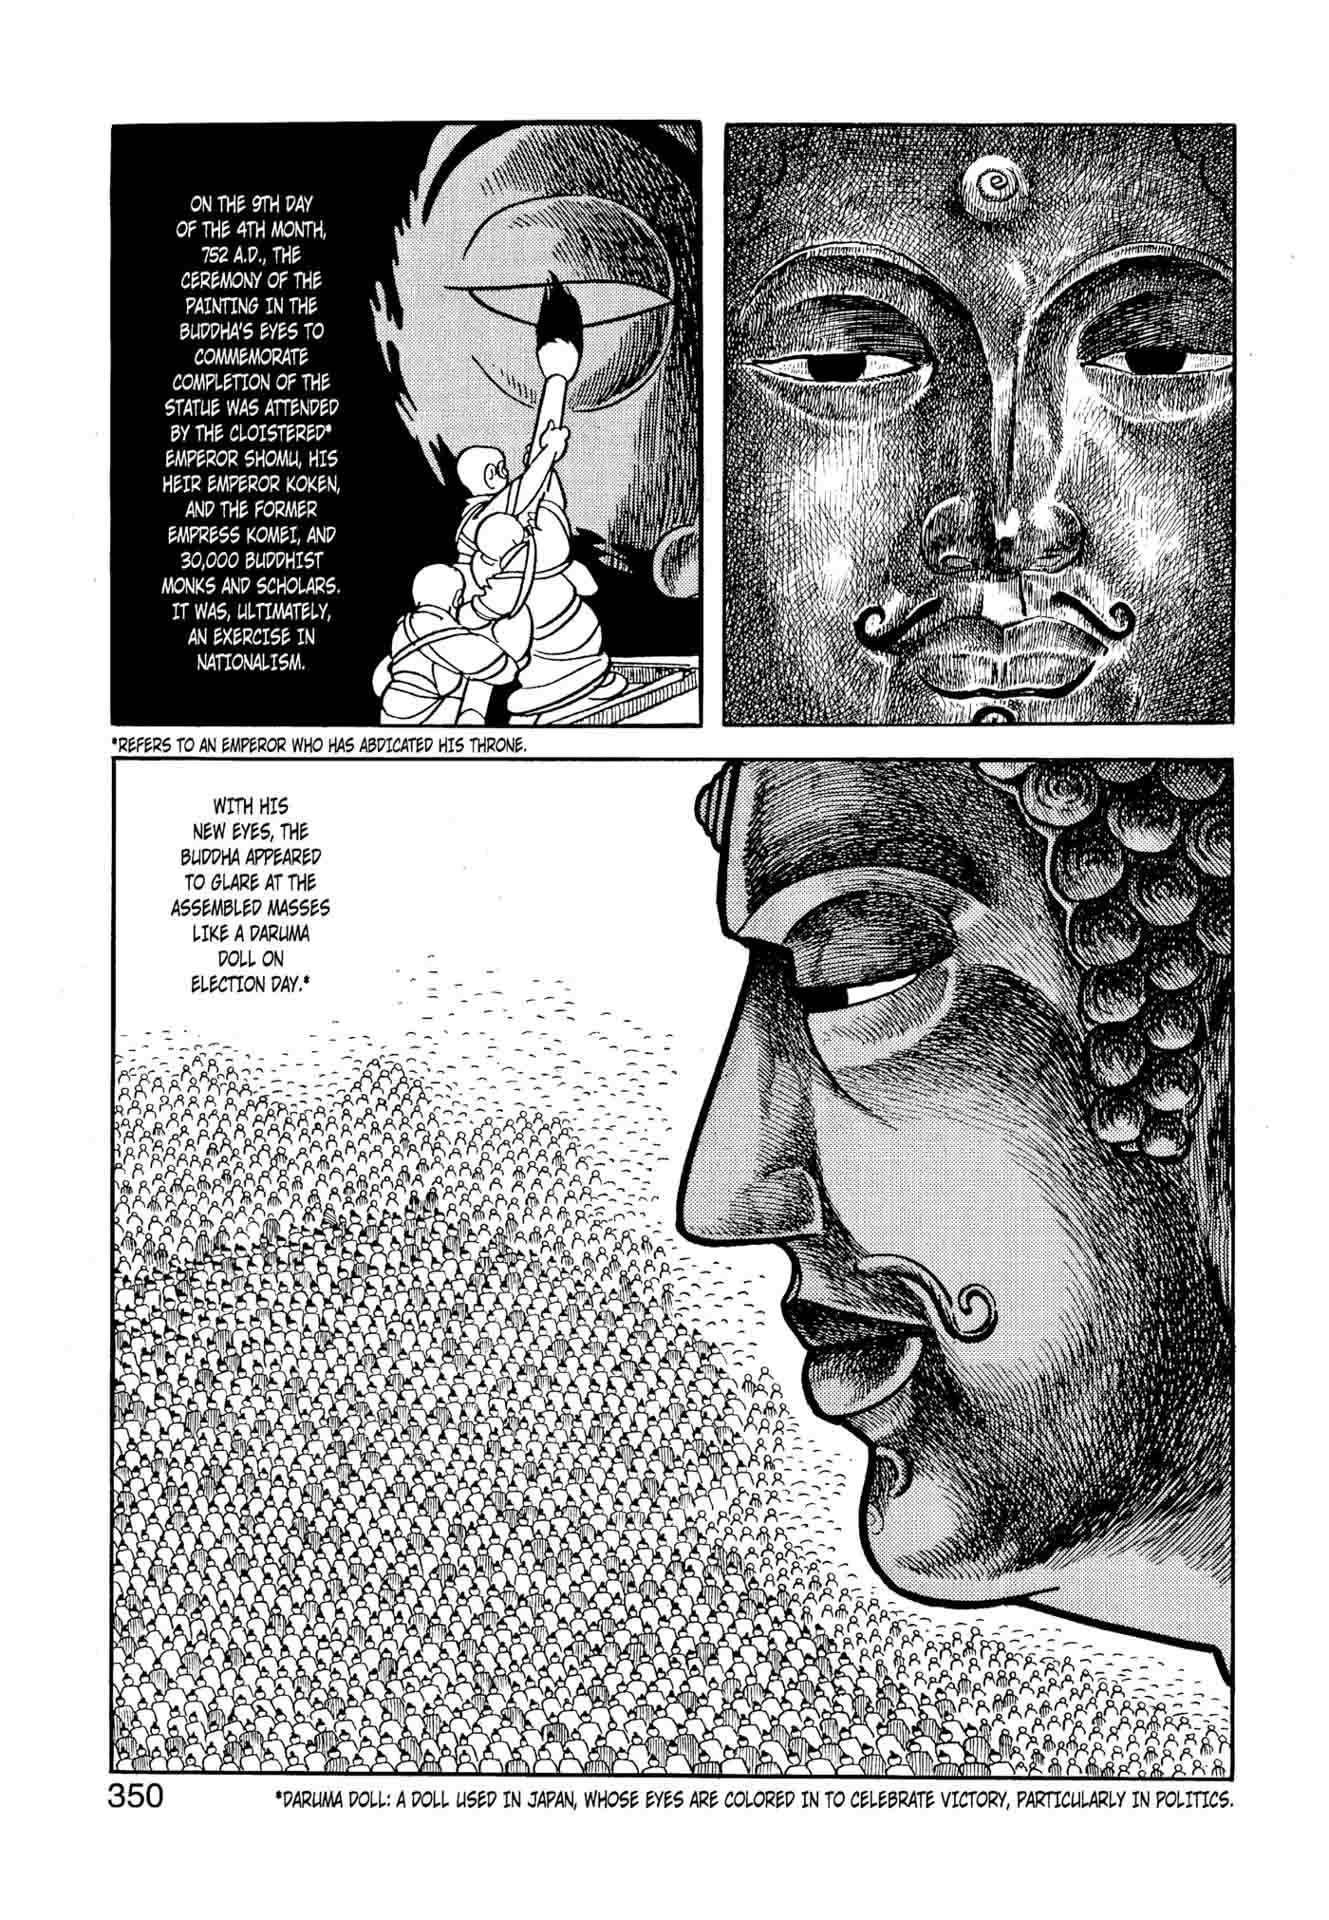 ON THE 9TH DAY
OF THE 4TH MONTH,
752 A.D., THE
CEREMONY OF THE
PAINTING IN THE
BUDDHA'S EYES TO
COMMEMORATE
COMPLETION OF THE
STATUE WAS ATTENDED
BY THE CLOISTERED*
EMPEROR SHOMU, HIS
HEIR EMPEROR KOKEN,
AND THE FORMER
EMPRESS KOMEI, AND
30,000 BUDDHIST
MONKS AND SCHOLARS.
IT WAS, ULTIMATELY,
AN EXERCISE IN
NATIONALISM.
*REFERS TO AN EMPEROR WHO HAS ABDICATED HIS THRONE.
WITH HIS
NEW EYES, THE
BUDDHA APPEARED
TO GLARE AT THE
ASSEMBLED MASSES
LIKE A DARUMA
DOLL ON
ELECTION DAY.*
350
*DARUMA DOLL: A DOLL USED IN JAPAN, WHOSE EYES ARE COLORED IN TO CELEBRATE VICTORY, PARTICULARLY IN POLITICS.